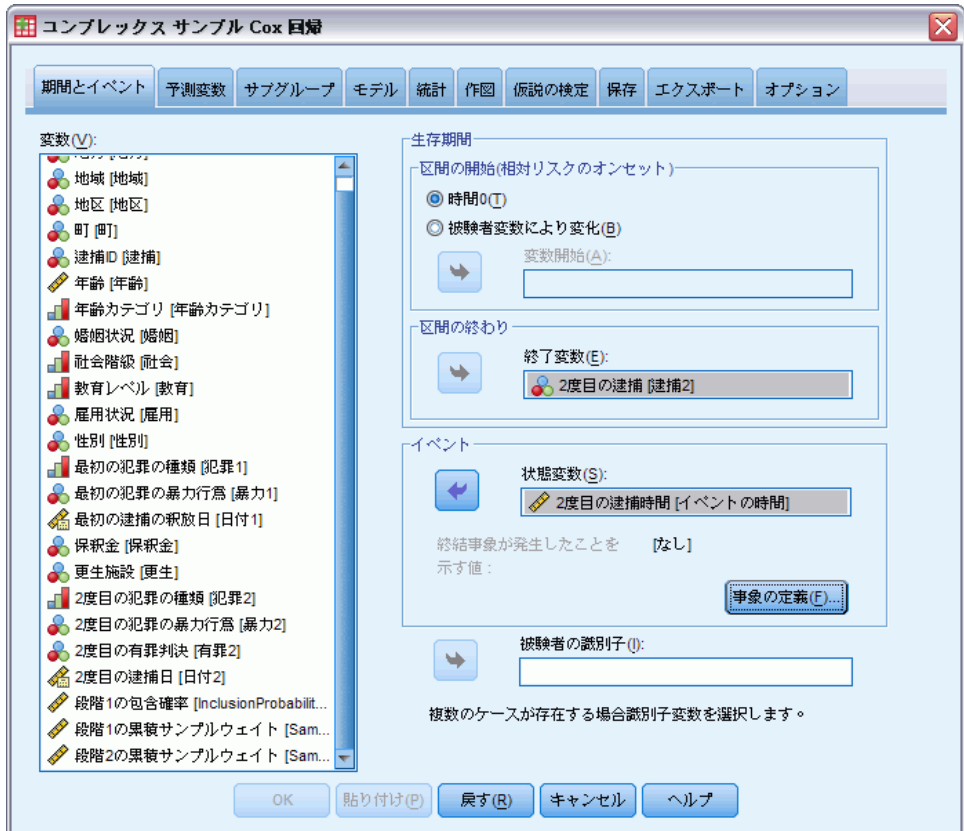 コンプレックス サンプル Cox 回帰
期間とイベント 予測変数 サブグループ モデル 統計 作図 仮説の検定 保存 エクスポート オプション
変数(V):
地域 [地域]
地区 [地区]
町 [町]
逮捕ID [逮捕]
年齢 [年齢]
年齢カテゴリ [年齢カテゴリ]
婚姻状況 [婚姻]
社会階級 [社会]
教育レベル [教育]
雇用状況 [雇用]
性別 [性別]
最初の犯罪の種類 [犯罪1]
最初の犯罪の暴力行為 [暴力1]
最初の逮捕の釈放日 [日付1]
保釈金 [保釈金]
更生施設 [更生]
2度目の犯罪の種類 [犯罪2]
2度目の犯罪の暴力行為 [暴力2]
2度目の有罪判決 [有罪2]
2度目の逮捕日 [日付2]
段階1の包含確率 [InclusionProbabilit...
段階1の累積サンプルウェイト [Sam...
段階2の累積サンプルウェイト [Sam...
生存期間
区間の開始(相対リスクのオンセット)
時間0(T)
被験者変数により変化(B)
変数開始(A):
区間の終わり
終了変数(E):
2度目の逮捕 [逮捕2]
イベント
状態変数(S):
2度目の逮捕時間 [イベントの時間]
終結事象が発生したことを [なし]
示す値:
事象の定義(F)...
被験者の識別子(I):
複数のケースが存在する場合識別子変数を選択します。
OK 貼り付け(P) 戻す(R) キャンセル ヘルプ